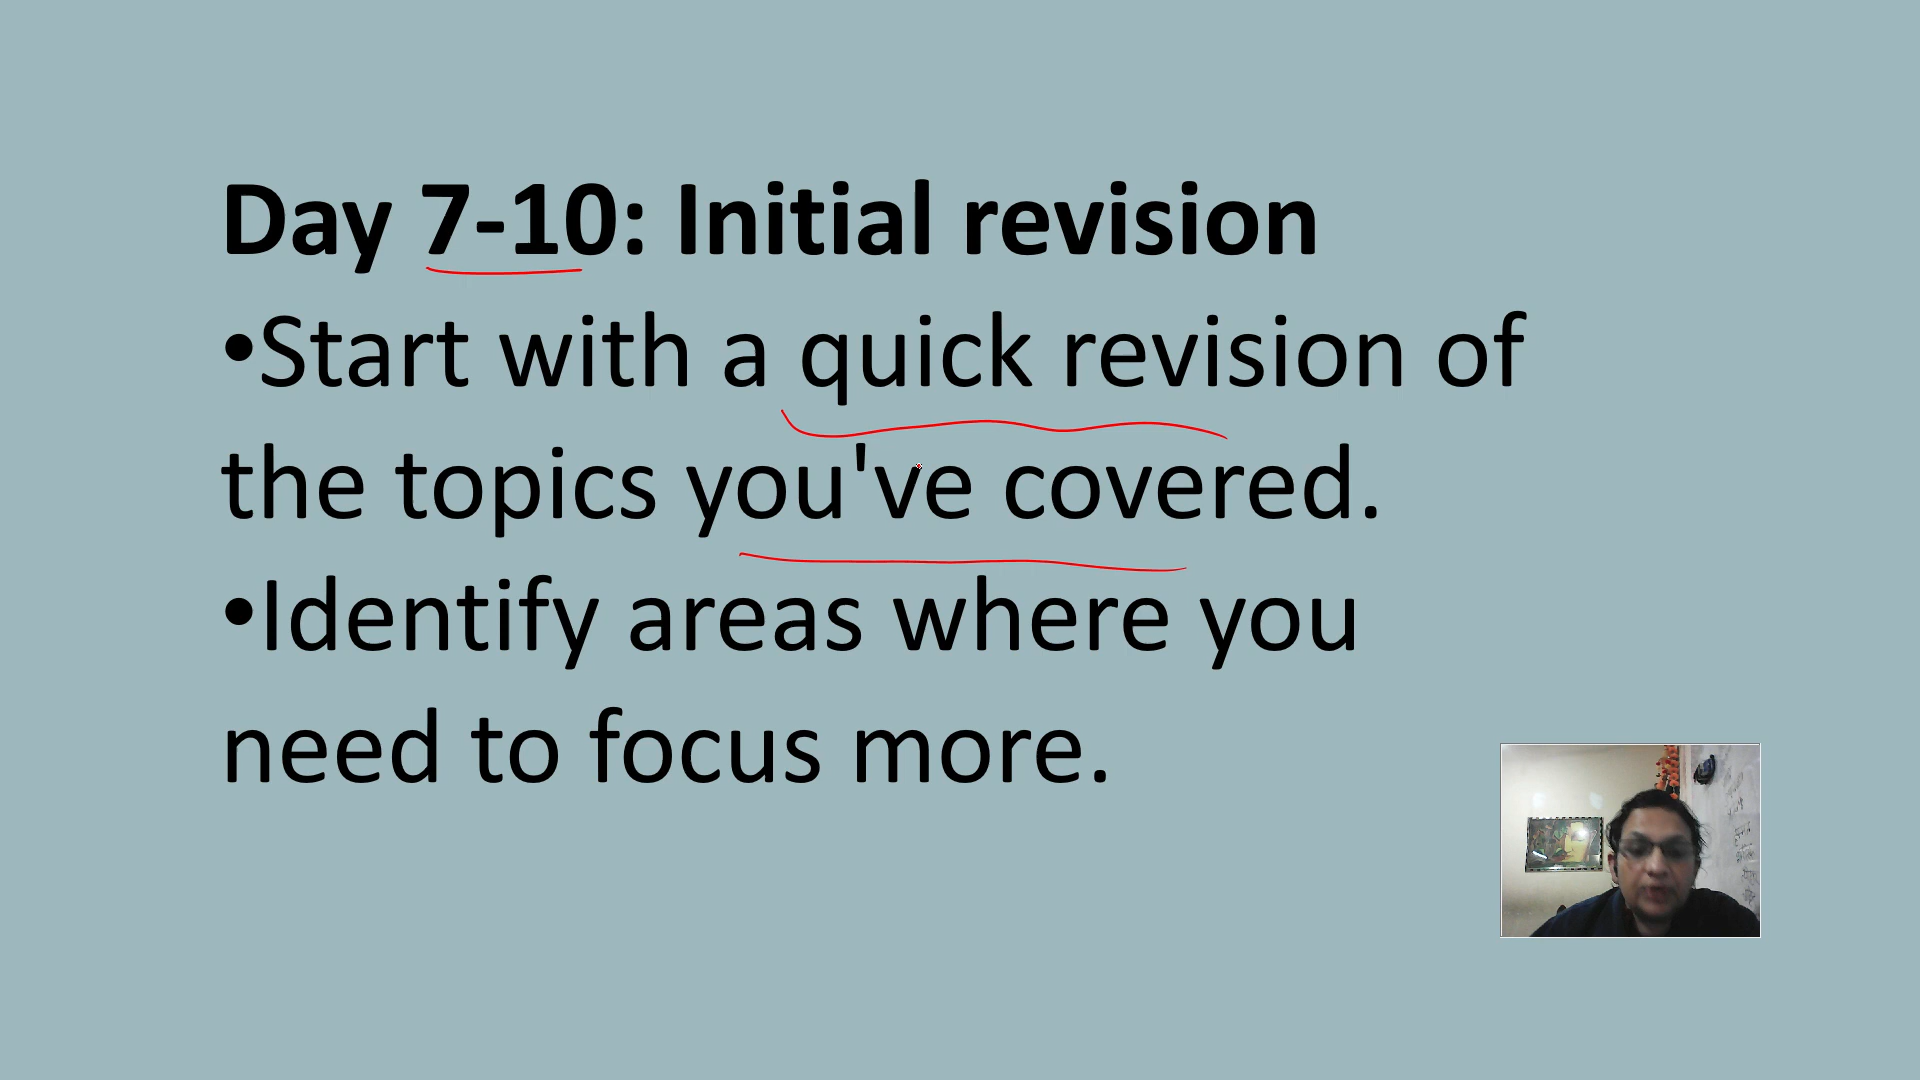 Day 7-10: Initial revision
•Start with a quick revision of
the topics you've covered.
•Identify areas where you
need to focus more.